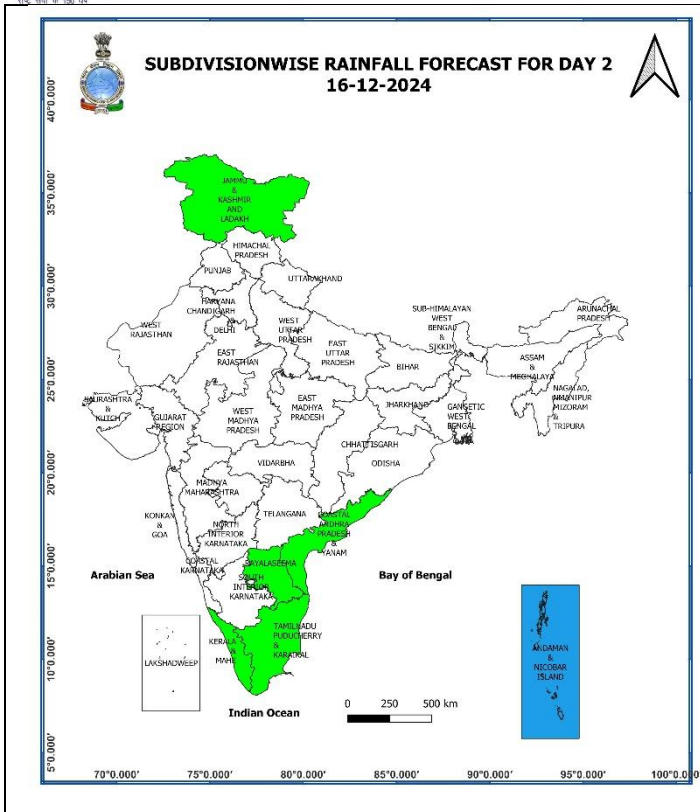 SUBDIVISIONWISE RAINFALL FORECAST FOR DAY 2
16-12-2024
40°0.000'
35°0.000'
30°0.000'
25°0.000'
20°0.000'
15°0.000'
10°0.000'
5°0.000'
JAMMU
&
KASHMIR
AND
LADAKH
HIMACHAL
PRADESH
PUNJAB
UTTARAKHAND
HARYANA
CHANDIGARH
&
DELHI
WEST
RAJASTHAN
EAST
RAJASTHAN
WEST
UTTAR
PRADESH
EAST
UTTAR
PRADESH
SUB-HIMALAYAN
WEST
BENGAL
&
SIKKIM
ARUNACHAL
PRADESH
ASSAM
&
MEGHALAYA
NAGALAD,
MANIPUR
MIZORAM
&
TRIPURA
BIHAR
JHARKHAND
GANGETIC
WEST
BENGAL
SAURASHTRA
&
KUTCH
GUJARAT
REGION
WEST
MADHYA
PRADESH
EAST
MADHYA
PRADESH
CHHATTISGARH
ODISHA
VIDARBHA
MADHYA
MAHARASHTRA
KONKAN
&
GOA
TELANGANA
NORTH
INTERIOR
KARNATAKA
COASTAL
ANDHRA
PRADESH
&
YANAM
COASTAL
KARNATAKA
RAYALASEEMA
SOUTH
INTERIOR
KARNATAKA
Arabian Sea
Bay of Bengal
TAMILNADU
PUDUCHERRY
&
KARAIKAL
KERALA
&
MAHE
LAKSHADWEEP
ANDAMAN
&
NICOBAR
ISLAND
Indian Ocean
0 250 500 km
70°0.000' 75°0.000' 80°0.000' 85°0.000' 90°0.000' 95°0.000' 100°0.000'